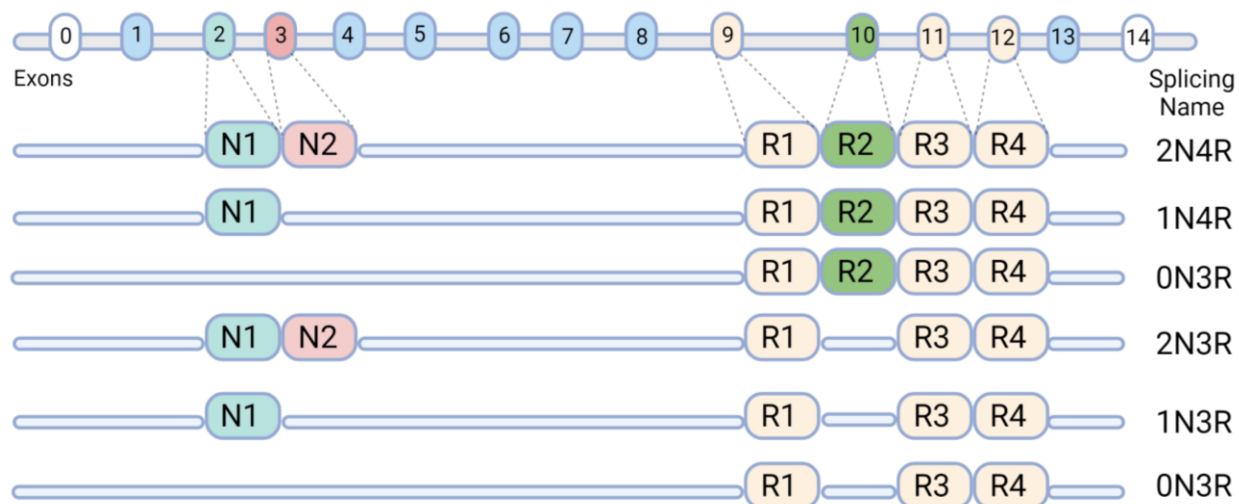 0 1 2 3 4 5 6 7 8 9 10 11 12 13 14
Exons
Splicing
Name
N1 N2 R1 R2 R3 R4 2N4R
N1 R1 R2 R3 R4 1N4R
R1 R2 R3 R4 0N3R
N1 N2 R1 R3 R4 2N3R
N1 R1 R3 R4 1N3R
R1 R3 R4 0N3R